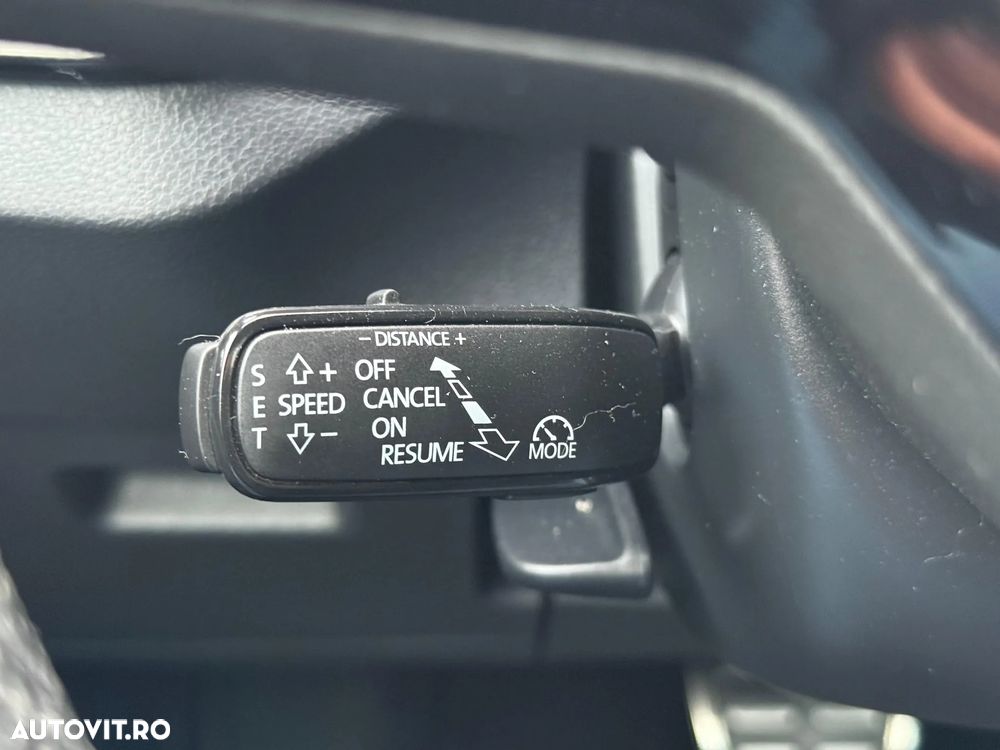 − DISTANCE +
S + OFF
E SPEED CANCEL
T − ON
RESUME MODE
AUTOVIT.RO